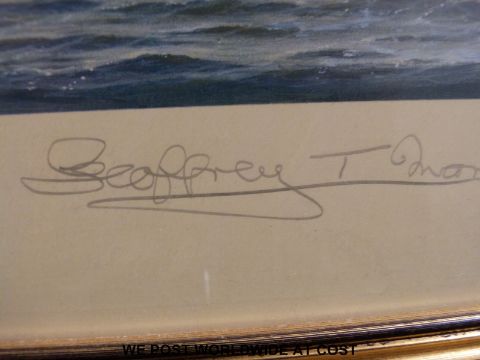 Geoffrey T
WE POST WORLDWIDE AT COST